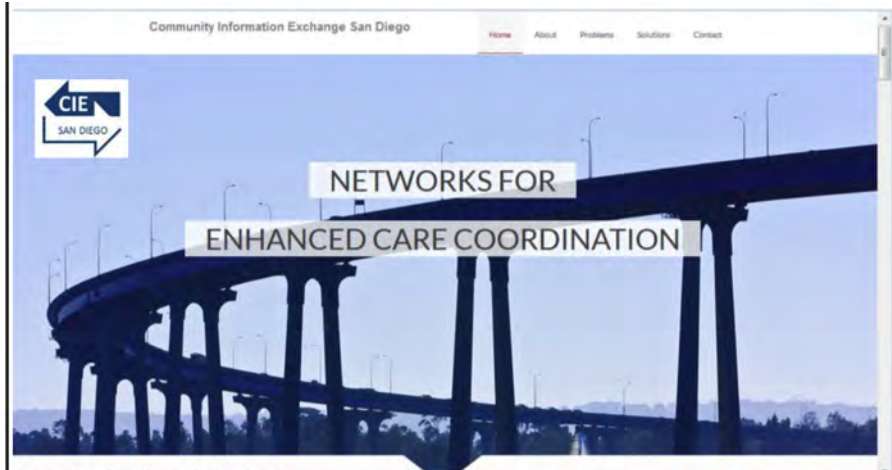 Community Information Exchange San Diego
Home About Problems Solutions Contact
CIE
SAN DIEGO
NETWORKS FOR
ENHANCED CARE COORDINATION